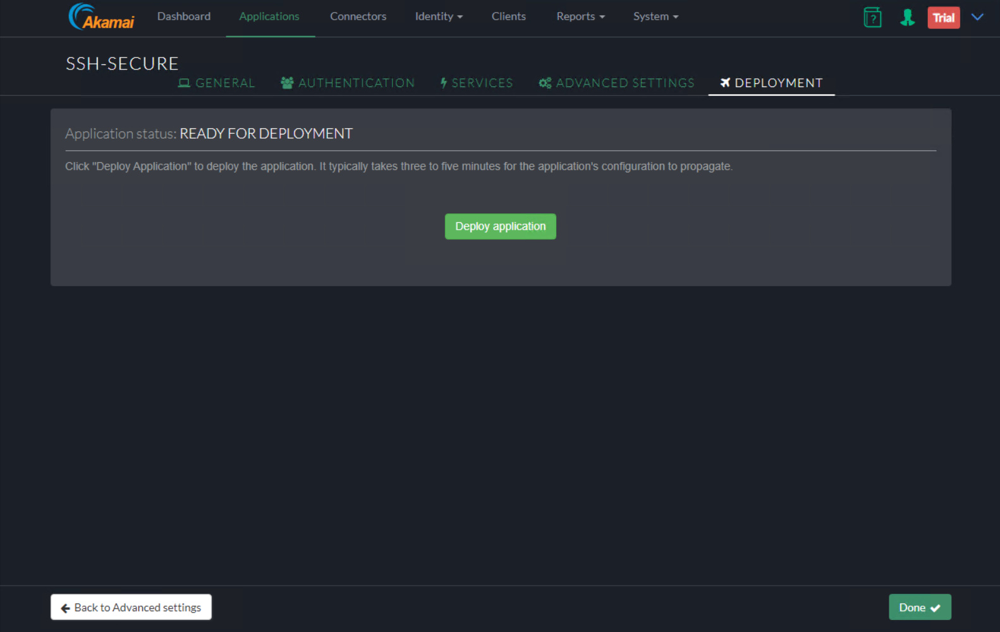 Akamai Dashboard Applications Connectors Identity Clients Reports System ? Trial
SSH-SECURE
GENERAL AUTHENTICATION SERVICES ADVANCED SETTINGS DEPLOYMENT
Application status: READY FOR DEPLOYMENT
Click "Deploy Application" to deploy the application. It typically takes three to five minutes for the application's configuration to propagate.
Deploy application
Back to Advanced settings Done